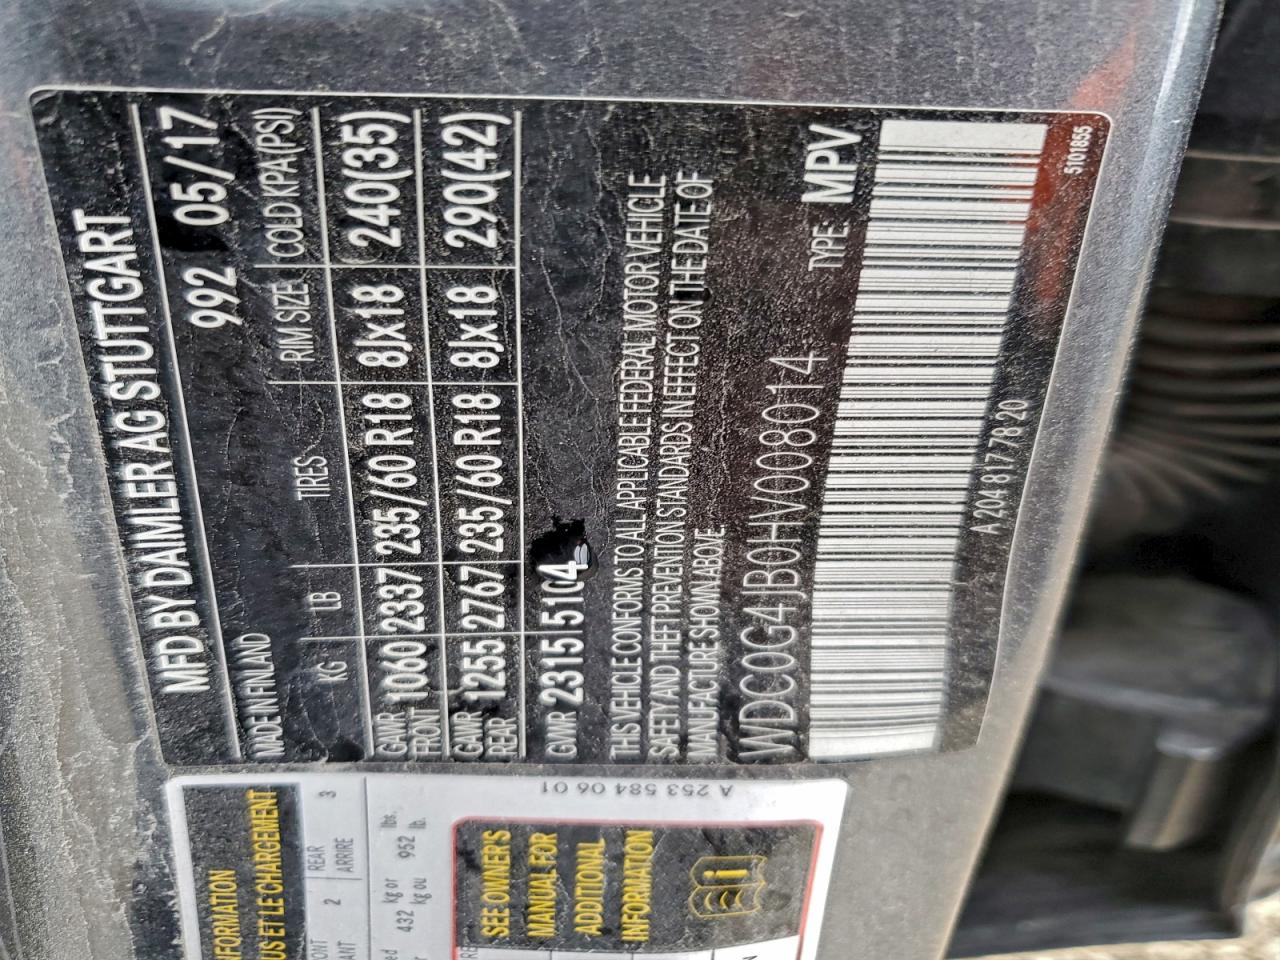 MFD BY DAIMLER AG STUTTGART
MADE IN FINLAND 992 05/17
KG LB TIRES RIM SIZE COLD KPA(PSI)
GAWR FRONT 1060 2337 235/60 R18 8Jx18 240(35)
GAWR REAR 1255 2767 235/60 R18 8Jx18 290(42)
GVWR 2315 5104
THIS VEHICLE CONFORMS TO ALL APPLICABLE FEDERAL MOTOR VEHICLE
SAFETY AND THEFT PREVENTION STANDARDS IN EFFECT ON THE DATE OF
MANUFACTURE SHOWN ABOVE.
WDC0G4JB0HV008014 TYPE: MPV
A 204 817 78 20
5101855
A 253 584 06 01
US ET LE CHARGEMENT
2 REAR 3
ARRIERE
432 kg or 952 lbs.
kg ou lb.
SEE OWNER'S
MANUAL FOR
ADDITIONAL
INFORMATION